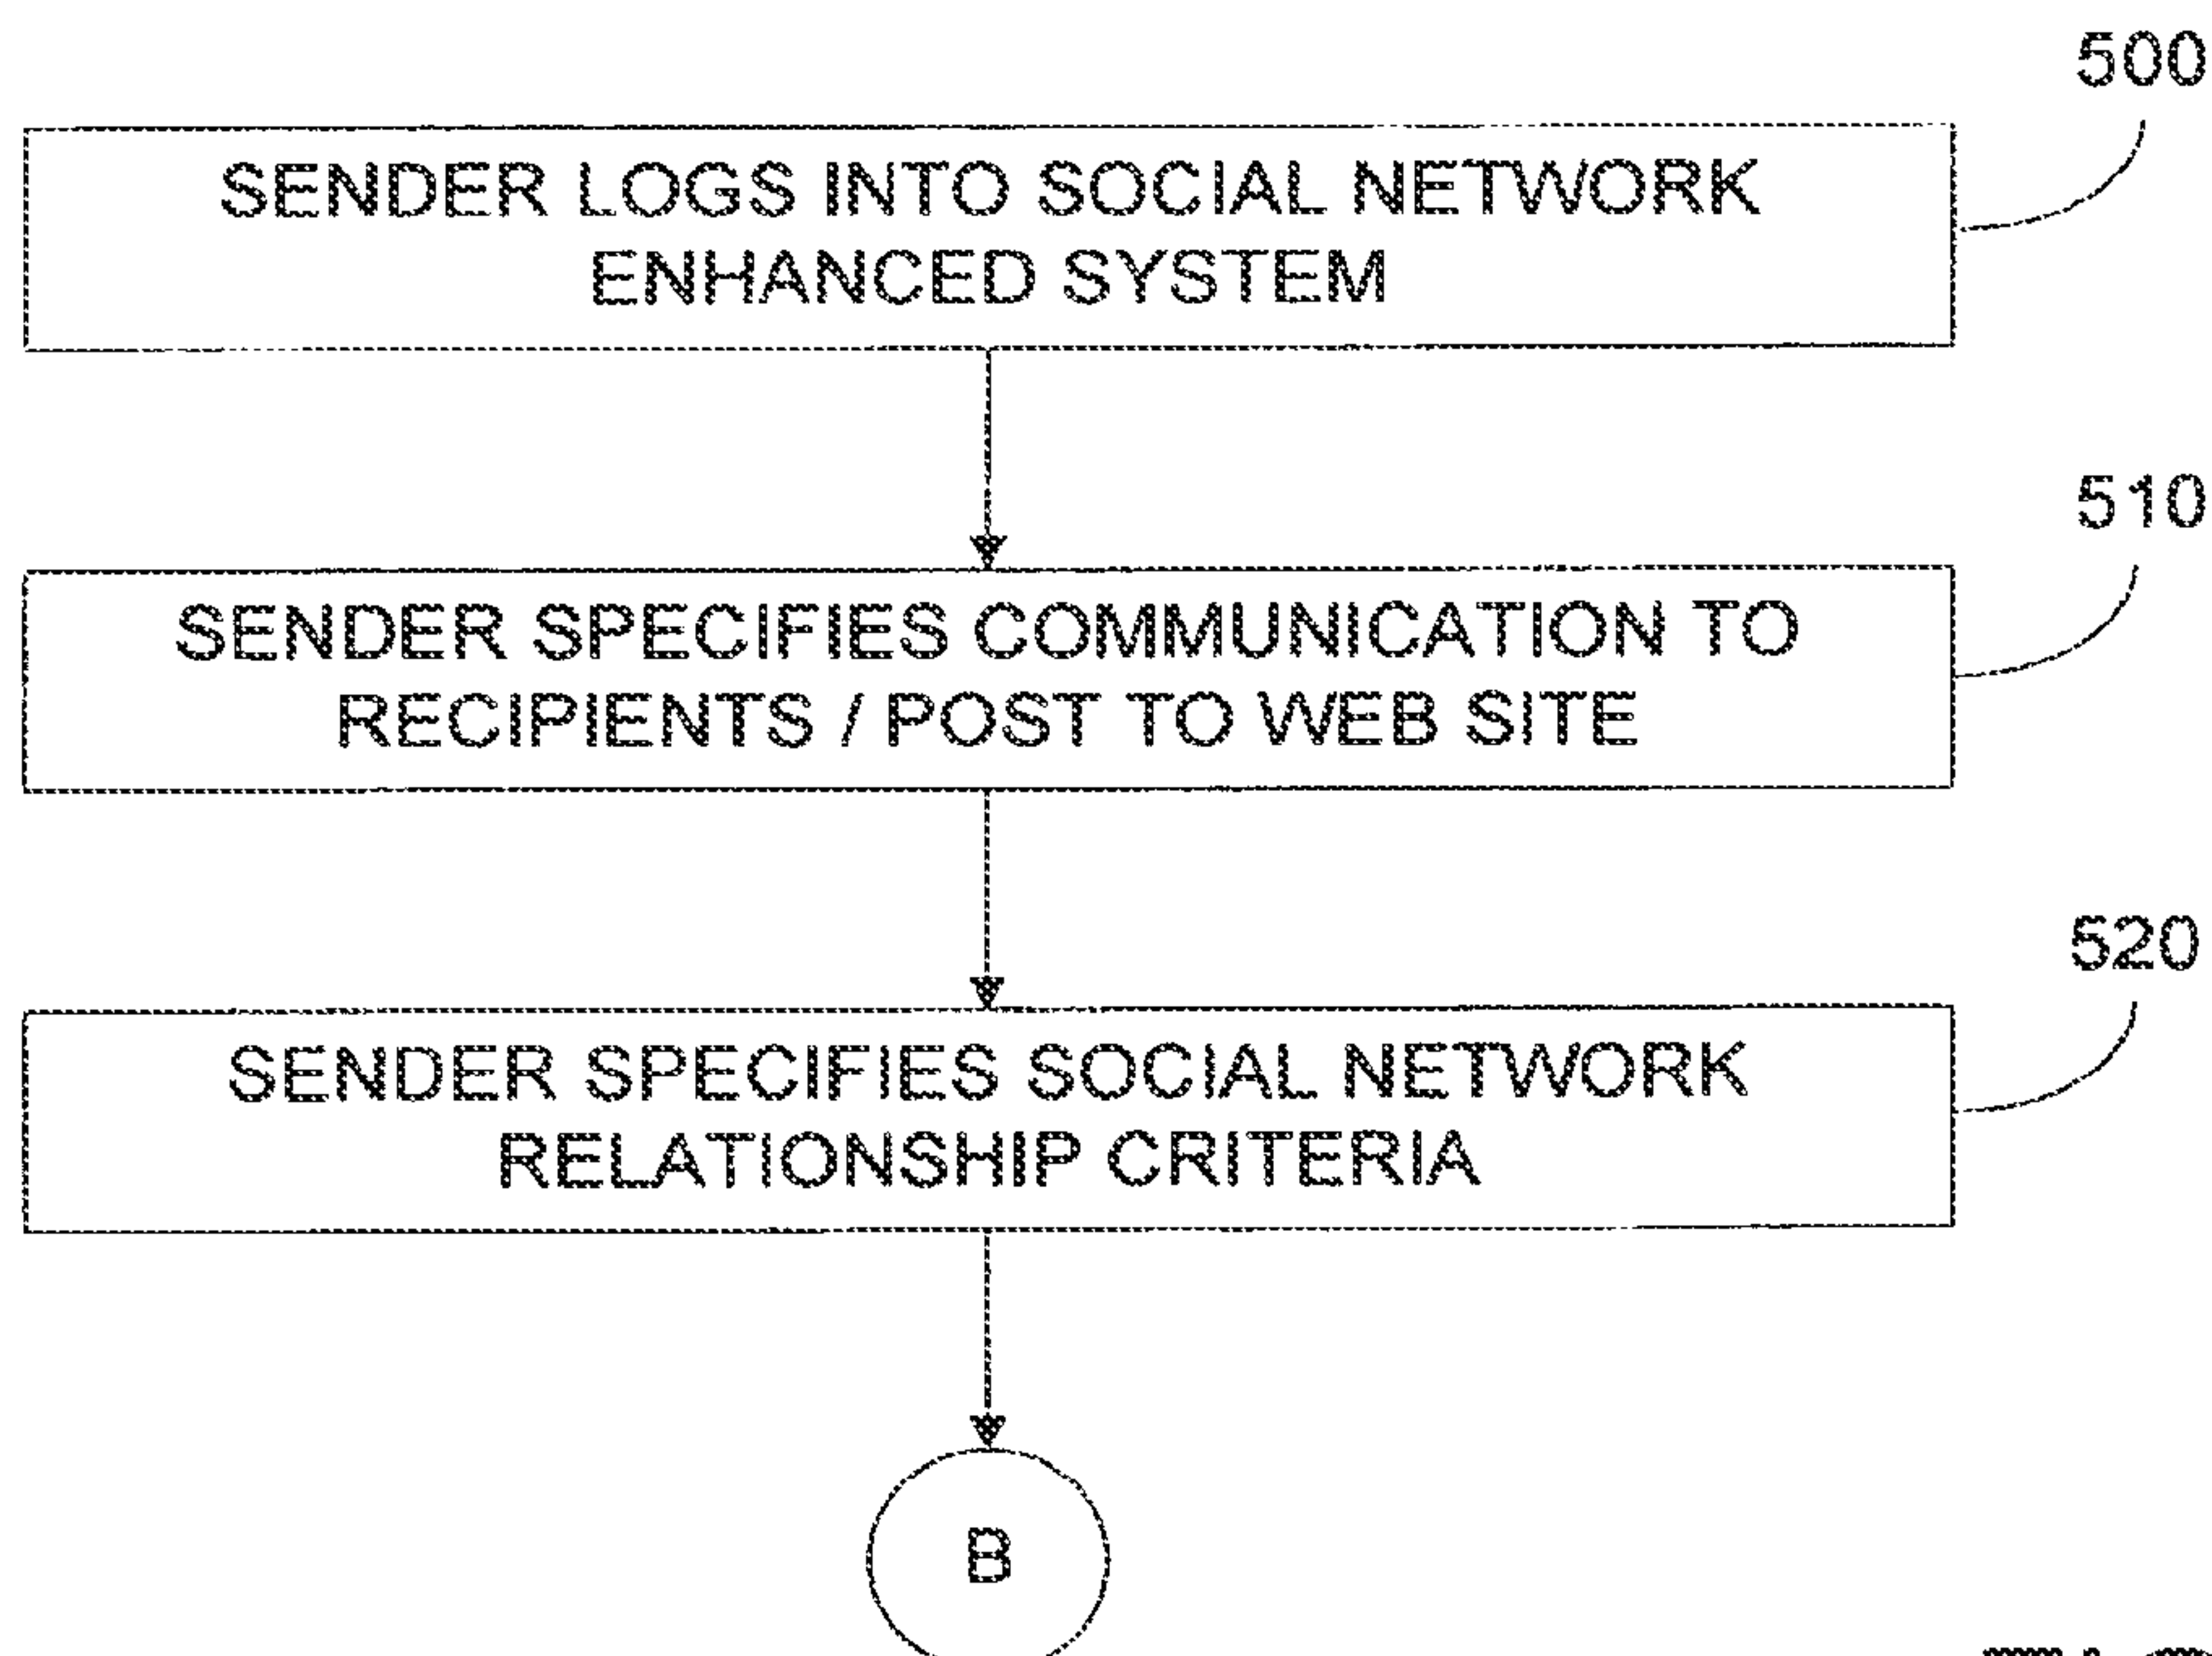 500
SENDER LOGS INTO SOCIAL NETWORK
ENHANCED SYSTEM
510
SENDER SPECIFIES COMMUNICATION TO
RECIPIENTS / POST TO WEB SITE
520
SENDER SPECIFIES SOCIAL NETWORK
RELATIONSHIP CRITERIA
B